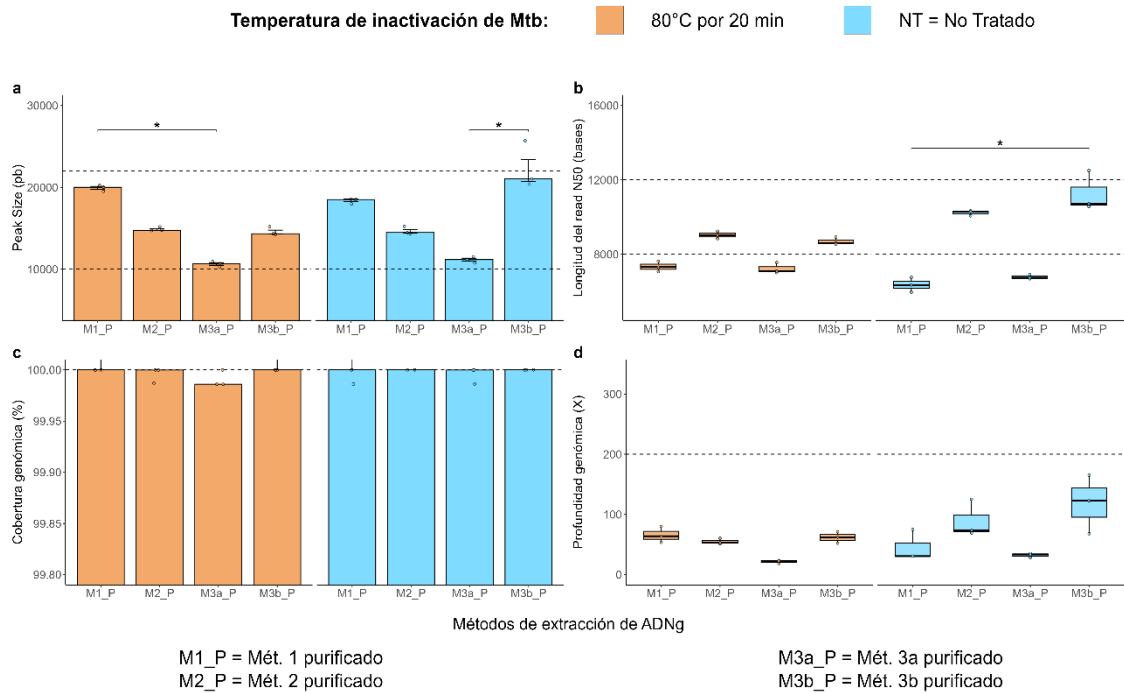 Temperatura de inactivación de Mtb: 80°C por 20 min NT = No Tratado
a
Peak Size (pb)
30000
20000
10000
*
*
M1_P M2_P M3a_P M3b_P M1_P M2_P M3a_P M3b_P
b
Longitud del read N50 (bases)
16000
12000
8000
*
M1_P M2_P M3a_P M3b_P M1_P M2_P M3a_P M3b_P
c
Cobertura genómica (%)
100.00
99.95
99.90
99.85
99.80
M1_P M2_P M3a_P M3b_P M1_P M2_P M3a_P M3b_P
d
Profundidad genómica (X)
300
200
100
0
M1_P M2_P M3a_P M3b_P M1_P M2_P M3a_P M3b_P
Métodos de extracción de ADNg
M1_P = Mét. 1 purificado
M2_P = Mét. 2 purificado
M3a_P = Mét. 3a purificado
M3b_P = Mét. 3b purificado